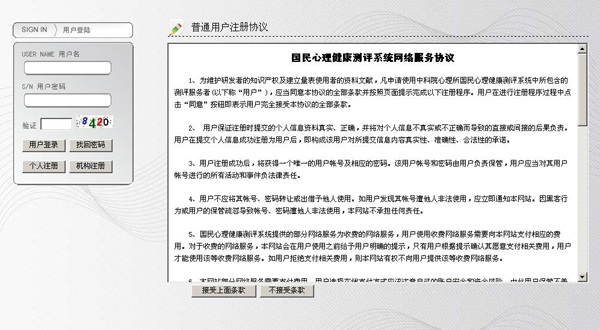 SIGN IN 用户登陆
USER NAME 用户名
S/N 用户密码
验证 8420
用户登录 找回密码
个人注册 机构注册
普通用户注册协议
国民心理健康测评系统网络服务协议
1、为维护研发者的知识产权及建立量表使用者的资料文献，凡申请使用中科院心理所国民心理健康测评系统中所包含的
测评服务者(以下称“用户”)，应当同意本协议的全部条款并按照页面提示完成以下注册程序。用户在进行注册程序过程中点
击“同意”按钮即表示用户完全接受本协议的全部条款。
2、 用户保证注册时提交的个人信息资料真实、正确，并将对个人信息不真实或不正确而导致的直接或间接的后果负责。
用户在提交个人信息成功注册为用户后，即构成该用户对所提交信息内容真实性、准确性、合法性的承诺。
3、用户注册成功后，将获得一个唯一的用户帐号及相应的密码。该用户帐号和密码由用户负责保管，用户应当对其用户
帐号进行的所有活动和事件负法律责任。
4、用户不应将其帐号、密码转让或出借予他人使用。如用户发现其帐号遭他人非法使用，应立即通知本网站。因黑客行
为或用户的保管疏忽导致帐号、密码遭他人非法使用，本网站不承担任何责任。
5、国民心理健康测评系统提供的部分网络服务为收费的网络服务，用户使用收费网络服务需要向本网站支付相应的费
用。对于收费的网络服务，本网站会在用户使用之前给予用户明确的提示，只有用户根据提示确认其愿意支付相关费用，用户
才能使用该等收费网络服务。如用户拒绝支付相关费用，则本网站有权不向用户提供该等收费网络服务。
接受上面条款 不接受条款